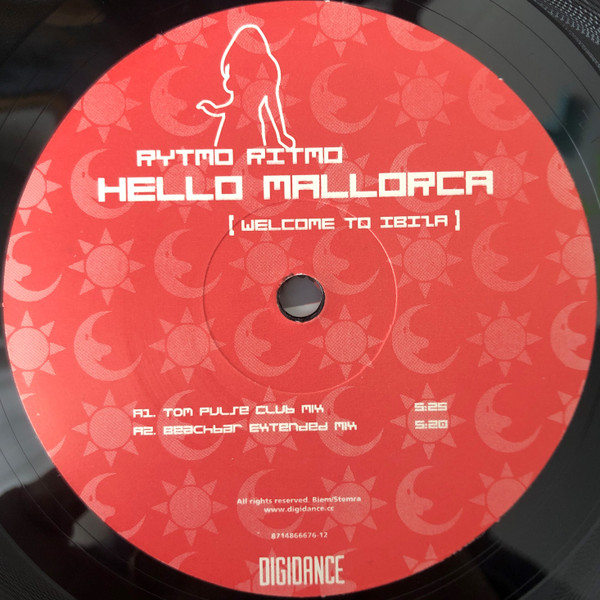 RYTMO RITMO
HELLO MALLORCA
[ WELCOME TO IBIZA ]
A1. TOM PULSE CLUB MIX 5:25
A2. BEACHBAR EXTENDED MIX 5:20
All rights reserved. Biem/Stemra
www.digidance.cc
8714866676-12
DIGIDANCE